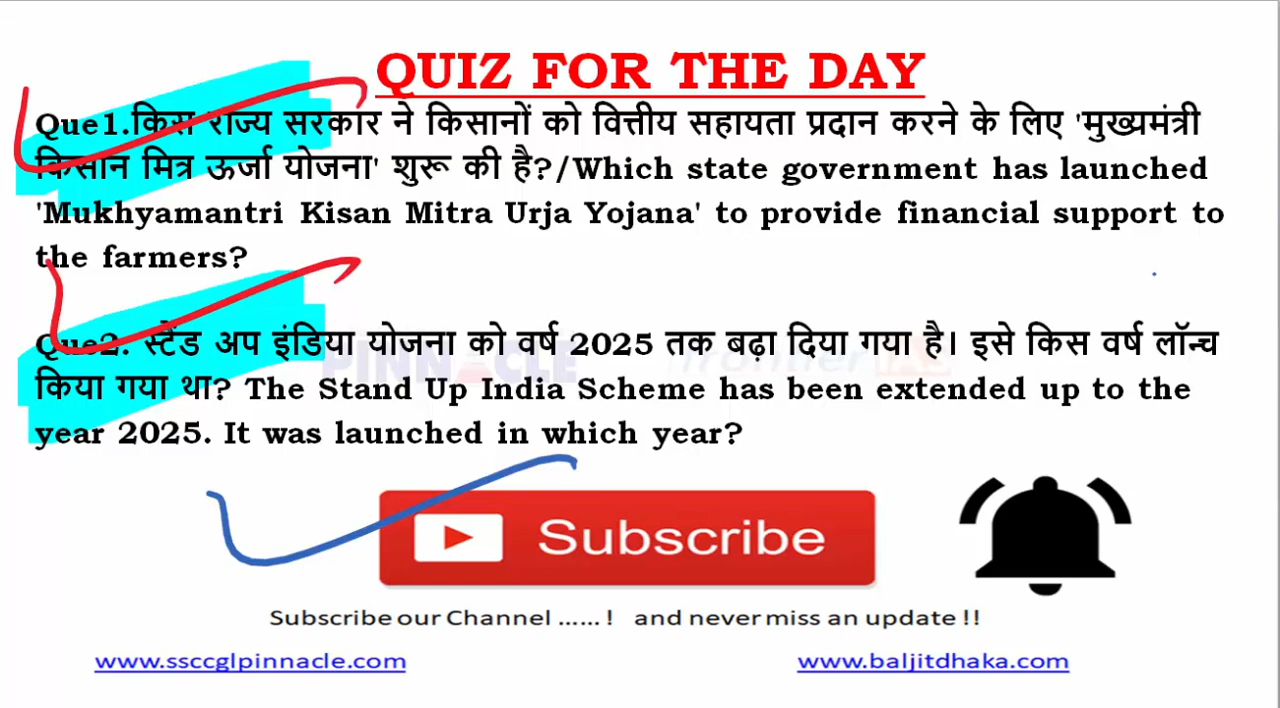 QUIZ FOR THE DAY
Que1.किस राज्य सरकार ने किसानों को वित्तीय सहायता प्रदान करने के लिए 'मुख्यमंत्री
किसान मित्र ऊर्जा योजना' शुरू की है?/Which state government has launched
'Mukhyamantri Kisan Mitra Urja Yojana' to provide financial support to
the farmers?
Que2. स्टैंड अप इंडिया योजना को वर्ष 2025 तक बढ़ा दिया गया है। इसे किस वर्ष लॉन्च
PINNACLE frontier IAS
किया गया था? The Stand Up India Scheme has been extended up to the
year 2025. It was launched in which year?
Subscribe
Subscribe our Channel ...... ! and never miss an update !!
www.ssccglpinnacle.com www.baljitdhaka.com